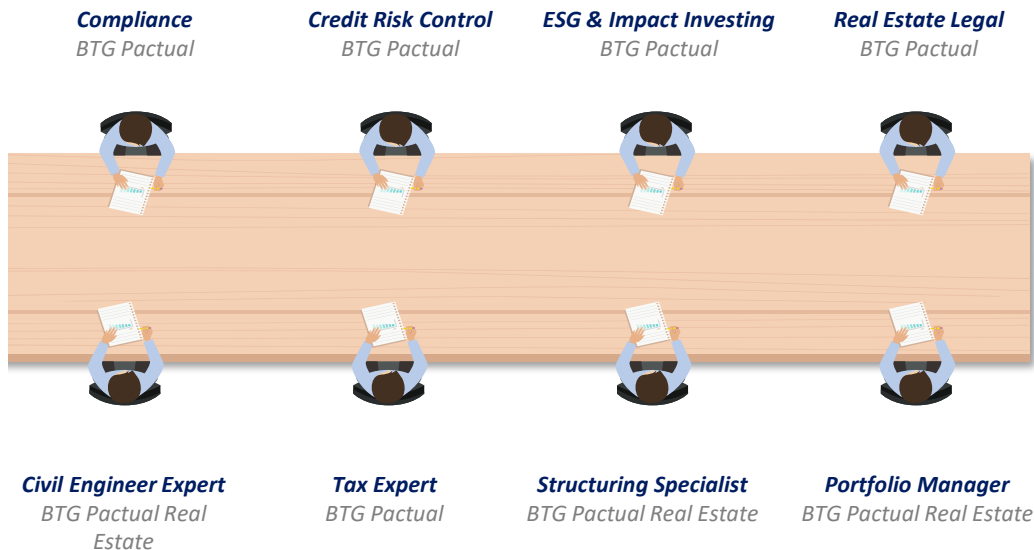 Compliance
BTG Pactual
Credit Risk Control
BTG Pactual
ESG & Impact Investing
BTG Pactual
Real Estate Legal
BTG Pactual
Civil Engineer Expert
BTG Pactual Real
Estate
Tax Expert
BTG Pactual
Structuring Specialist
BTG Pactual Real Estate
Portfolio Manager
BTG Pactual Real Estate